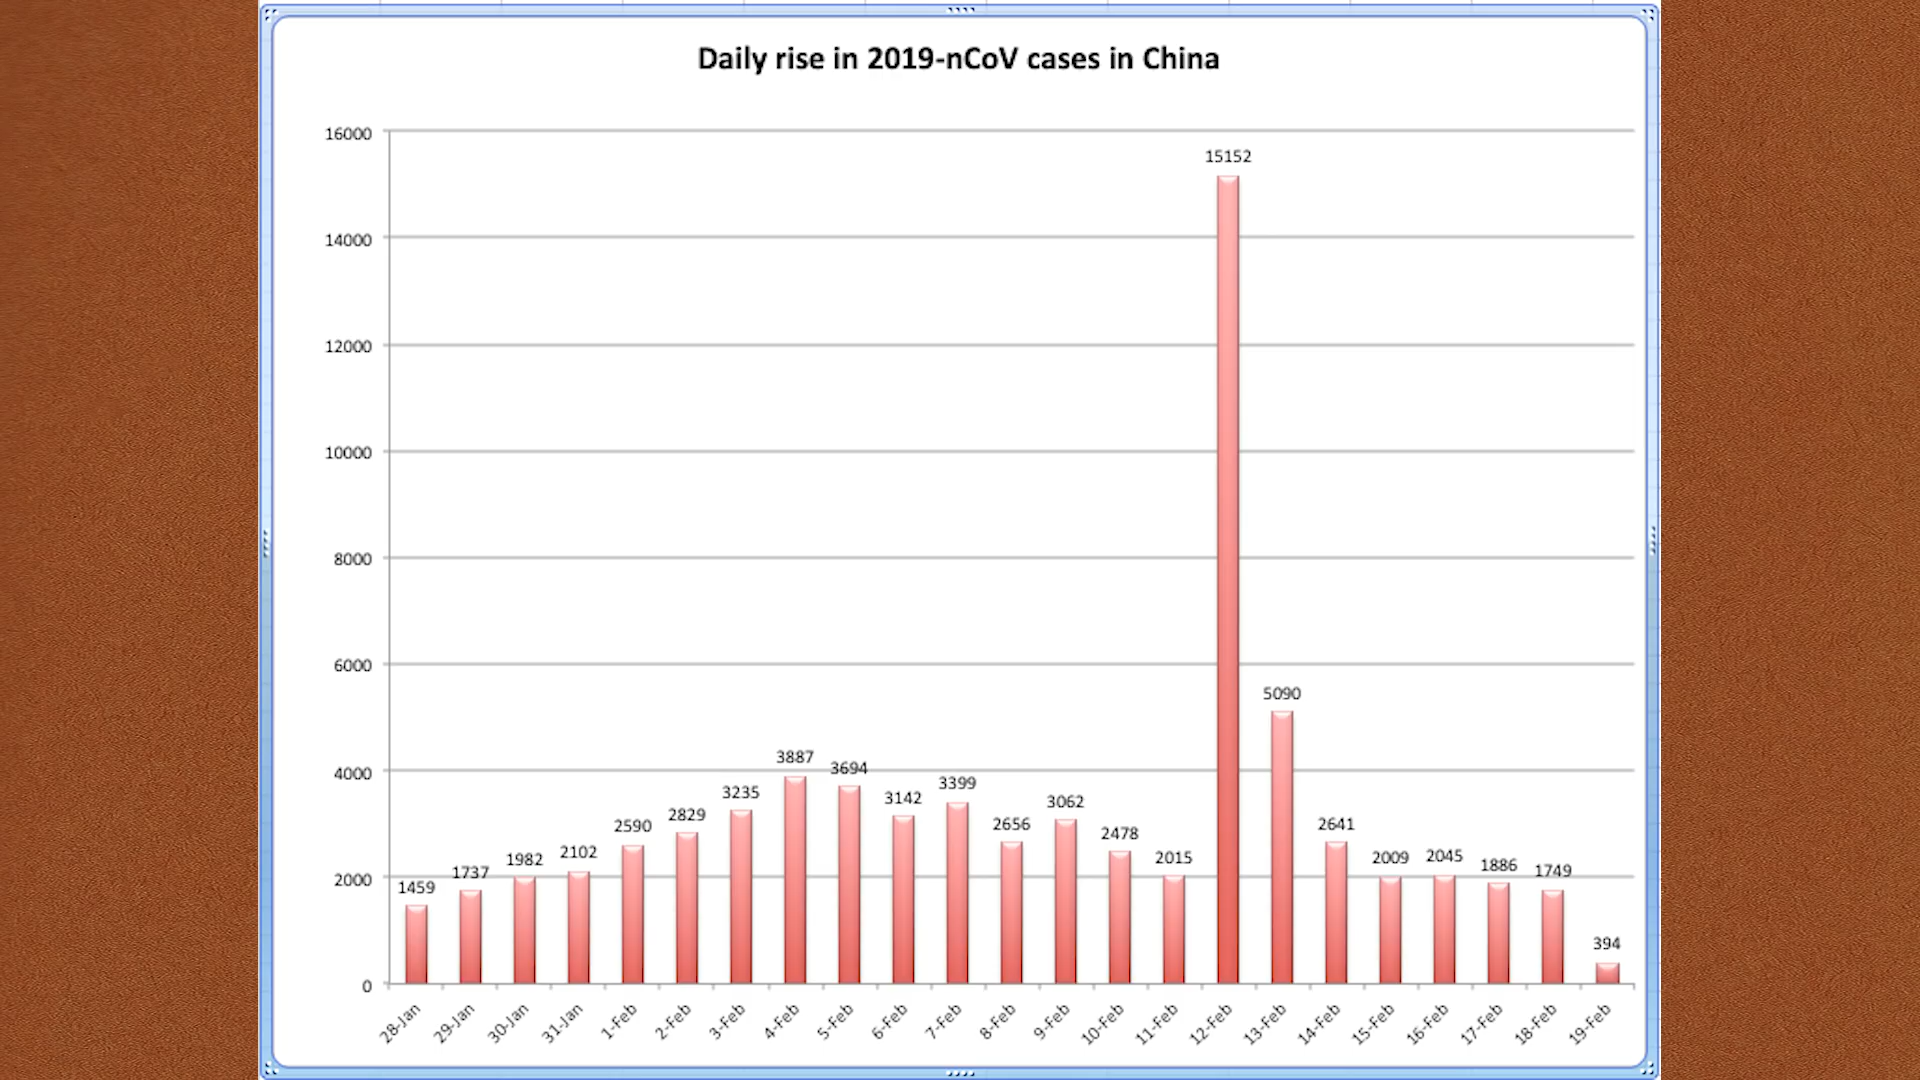 Daily rise in 2019-nCoV cases in China
16000
14000
12000
10000
8000
6000
4000
2000
0
1459
1737
1982
2102
2590
2829
3235
3887
3694
3142
3399
2656
3062
2478
2015
15152
5090
2641
2009
2045
1886
1749
394
28-Jan
29-Jan
30-Jan
31-Jan
1-Feb
2-Feb
3-Feb
4-Feb
5-Feb
6-Feb
7-Feb
8-Feb
9-Feb
10-Feb
11-Feb
12-Feb
13-Feb
14-Feb
15-Feb
16-Feb
17-Feb
18-Feb
19-Feb